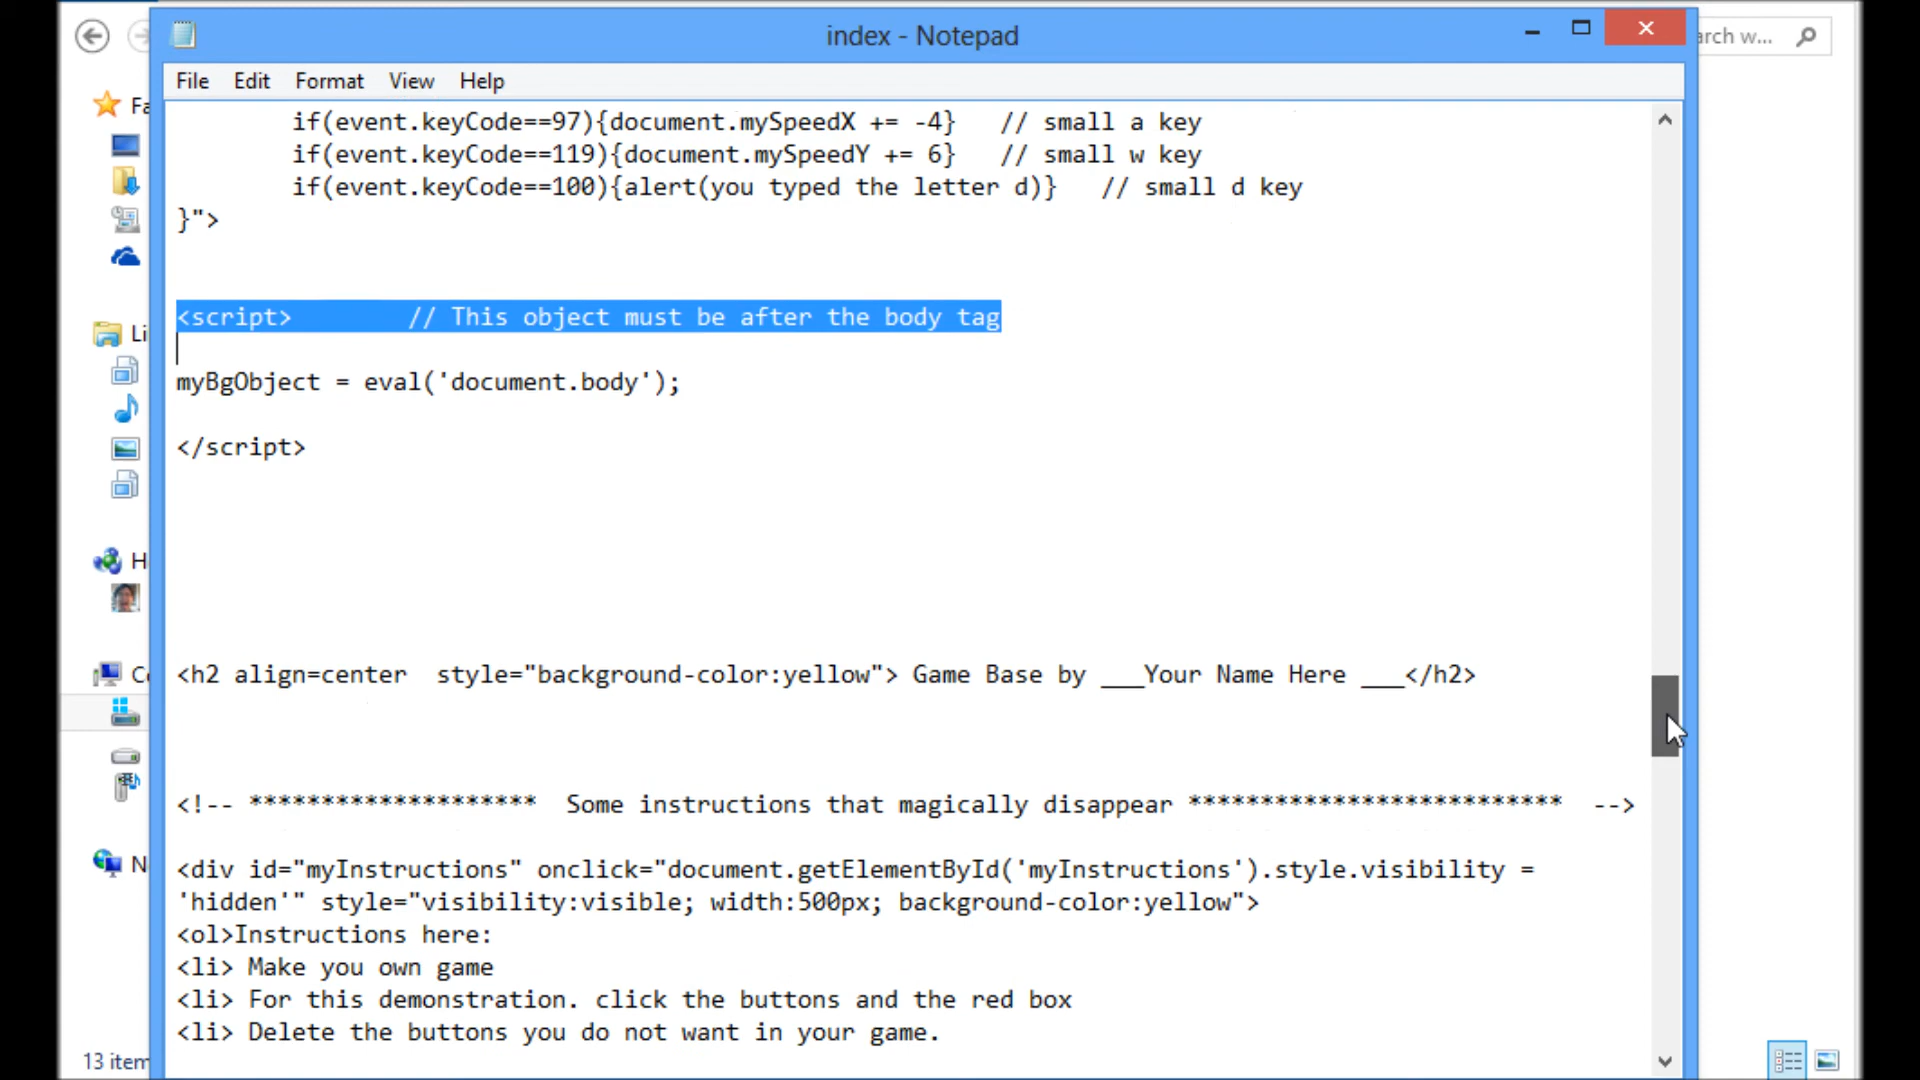 index - Notepad
arch w...
File Edit Format View Help
Fa
if(event.keyCode==97){document.mySpeedX += -4} // small a key
if(event.keyCode==119){document.mySpeedY += 6} // small w key
if(event.keyCode==100){alert(you typed the letter d)} // small d key
}">
<script> // This object must be after the body tag
Li
myBgObject = eval('document.body');
</script>
H
C
<h2 align=center style="background-color:yellow"> Game Base by ___Your Name Here ___</h2>
<!-- ******************** Some instructions that magically disappear ************************** -->
N
<div id="myInstructions" onclick="document.getElementById('myInstructions').style.visibility =
'hidden'" style="visibility:visible; width:500px; background-color:yellow">
<ol>Instructions here:
<li> Make you own game
<li> For this demonstration. click the buttons and the red box
<li> Delete the buttons you do not want in your game.
13 item